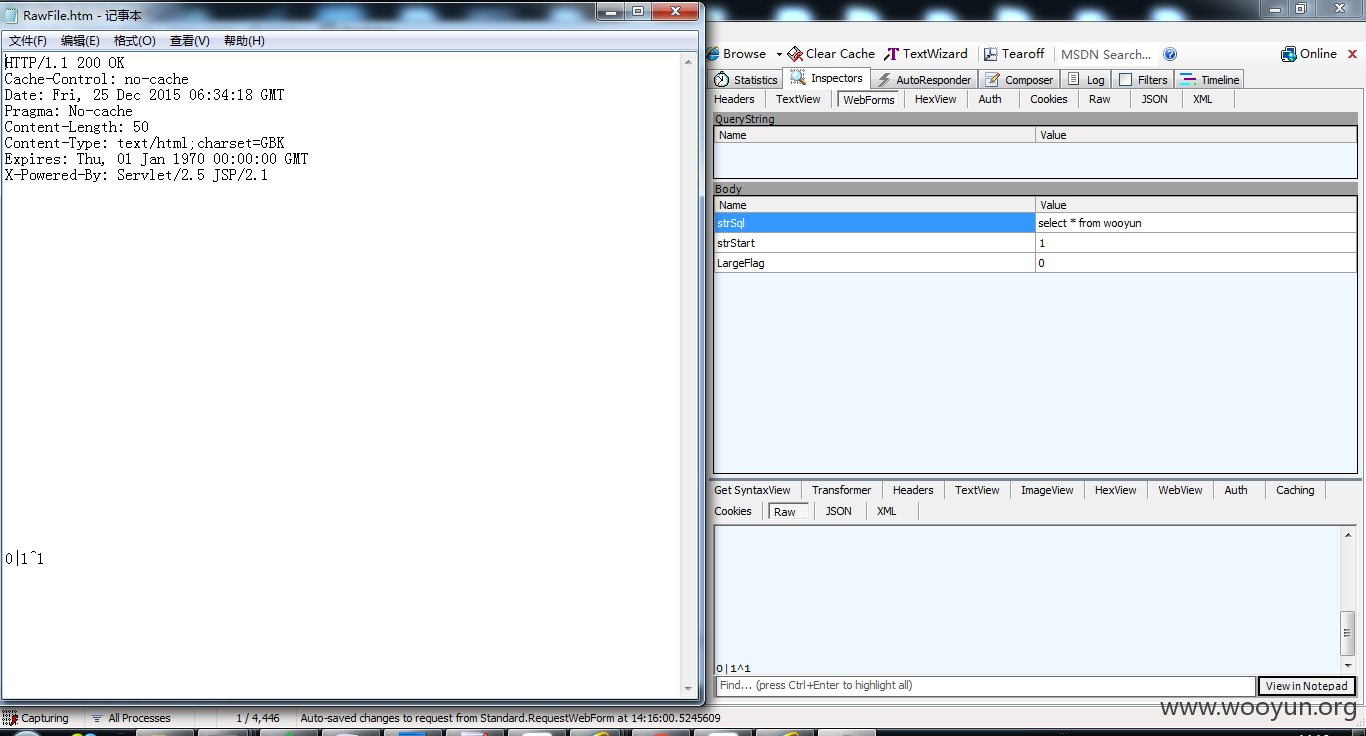 RawFile.htm - 记事本
文件(F) 编辑(E) 格式(O) 查看(V) 帮助(H)
HTTP/1.1 200 OK
Cache-Control: no-cache
Date: Fri, 25 Dec 2015 06:34:18 GMT
Pragma: No-cache
Content-Length: 50
Content-Type: text/html;charset=GBK
Expires: Thu, 01 Jan 1970 00:00:00 GMT
X-Powered-By: Servlet/2.5 JSP/2.1
0|1^1
Browse Clear Cache TextWizard Tearoff MSDN Search... Online
Statistics Inspectors AutoResponder Composer Log Filters Timeline
Headers TextView WebForms HexView Auth Cookies Raw JSON XML
QueryString
Name Value
Body
Name Value
strSql select * from wooyun
strStart 1
LargeFlag 0
Get SyntaxView Transformer Headers TextView ImageView HexView WebView Auth Caching
Cookies Raw JSON XML
0|1^1
Find... (press Ctrl+Enter to highlight all) View in Notepad
www.wooyun.org
Capturing All Processes 1 / 4,446 Auto-saved changes to request from Standard.RequestWebForm at 14:16:00.5245609